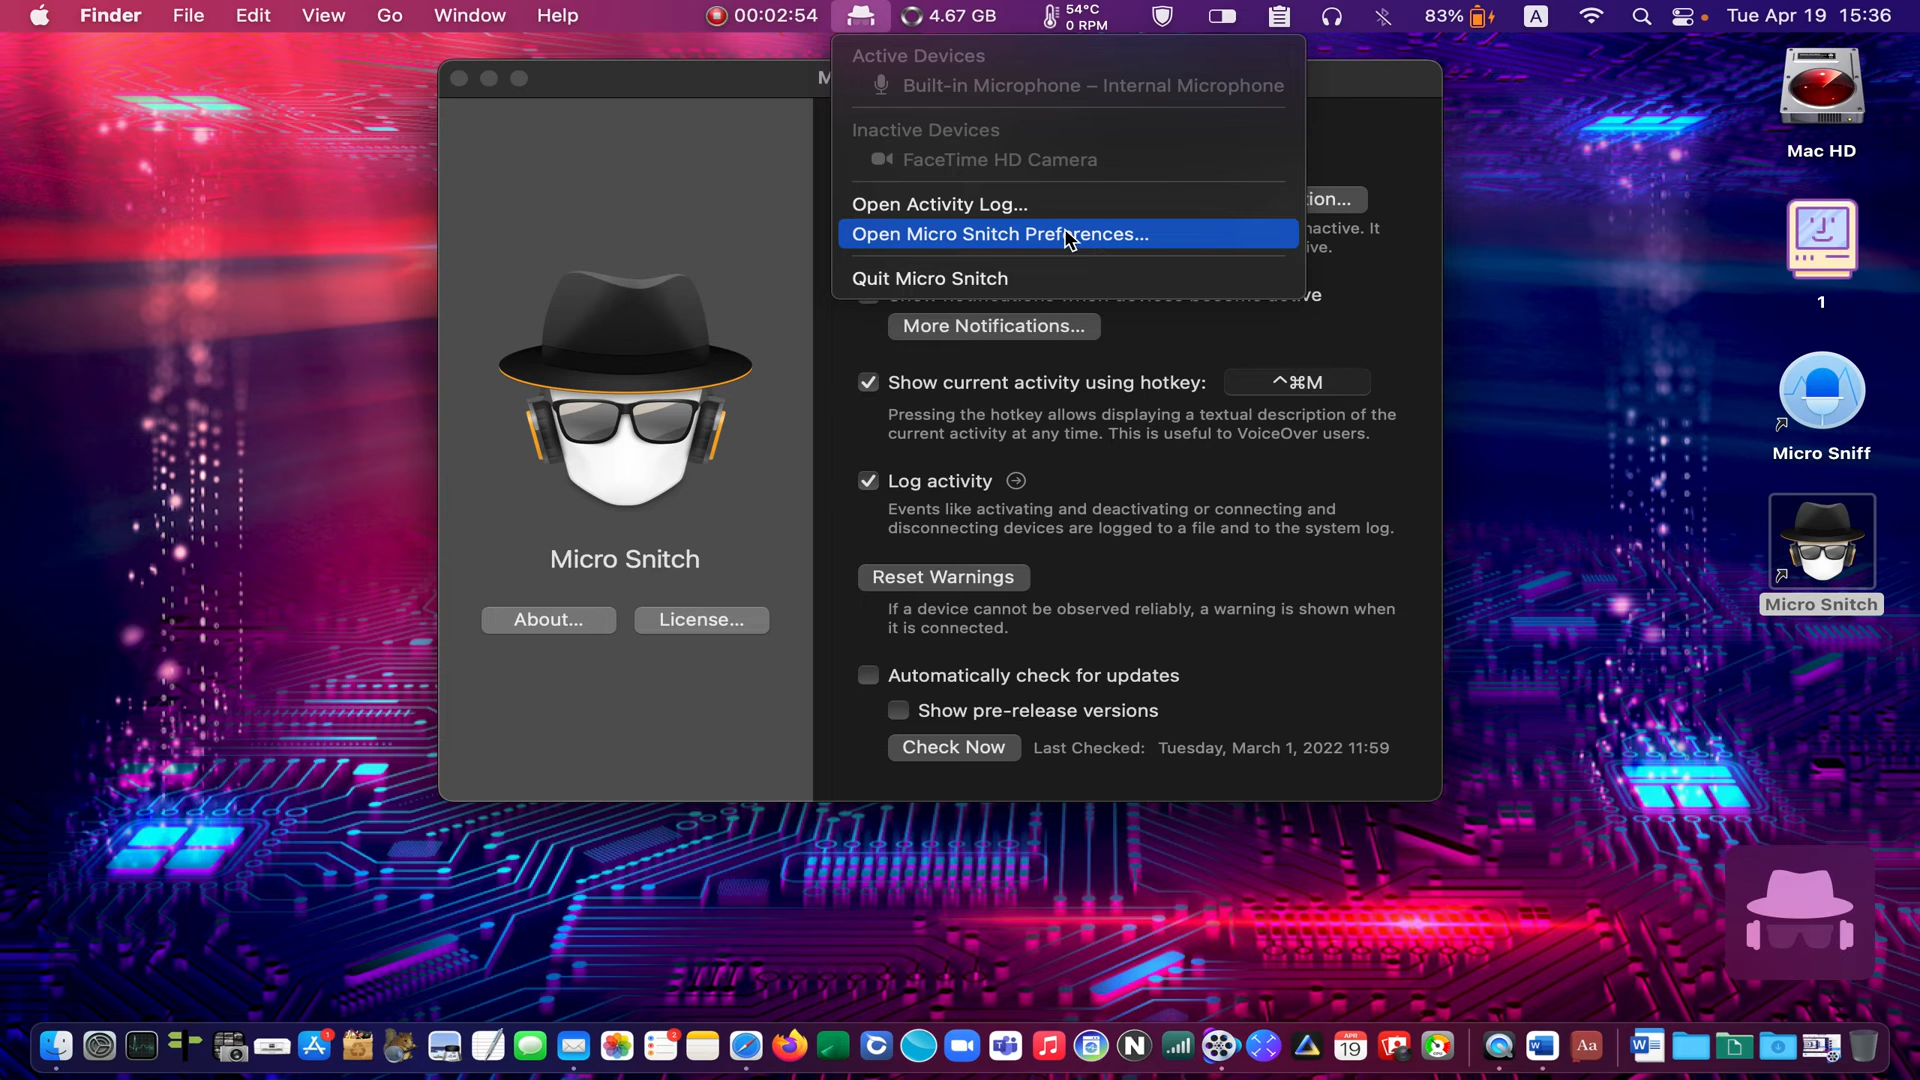 Finder File Edit View Go Window Help 00:02:54 4.67 GB 54°C 0 RPM 83% A Tue Apr 19 15:36
Active Devices
Built-in Microphone – Internal Microphone
Inactive Devices
FaceTime HD Camera
Open Activity Log...
Open Micro Snitch Preferences...
Quit Micro Snitch
M
tion...
nactive. It
ive.
More Notifications...
Show current activity using hotkey: ^⌘M
Pressing the hotkey allows displaying a textual description of the
current activity at any time. This is useful to VoiceOver users.
Log activity
Events like activating and deactivating or connecting and
disconnecting devices are logged to a file and to the system log.
Reset Warnings
If a device cannot be observed reliably, a warning is shown when
it is connected.
Automatically check for updates
Show pre-release versions
Check Now Last Checked: Tuesday, March 1, 2022 11:59
Micro Snitch
About... License...
Mac HD
1
Micro Sniff
Micro Snitch
1
2
APR
19
N
Aa